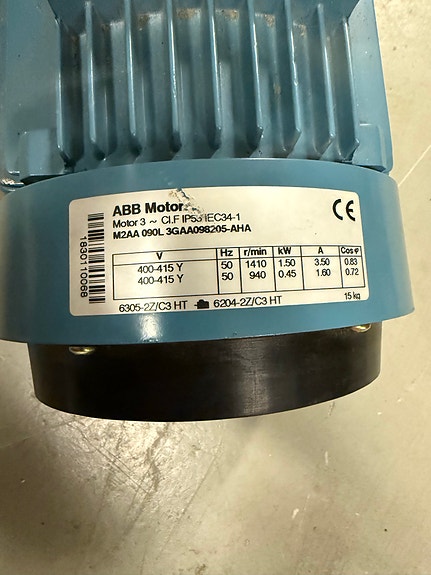 ABB Motors
Motor 3 ~ Cl.F IP55 IEC34-1
M2AA 090L 3GAA098205-AHA
CE
V Hz r/min kW A Cos φ
400-415 Y 50 1410 1.50 3.50 0.83
400-415 Y 50 940 0.45 1.60 0.72
6305-2Z/C3 HT 6204-2Z/C3 HT 15 kg
1830110068